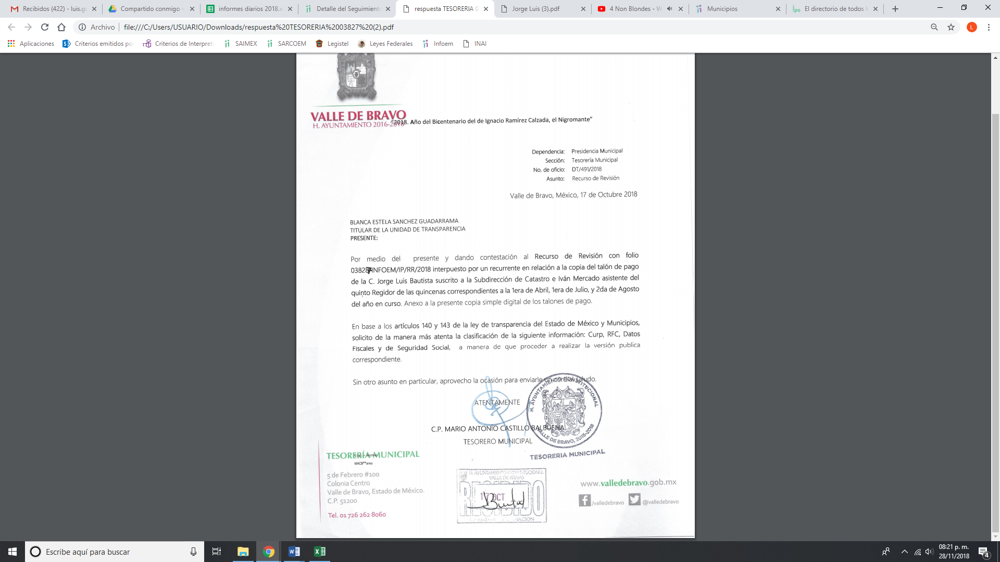 Recibidos (422) - luis.gu
Compartido conmigo -
informes diarios 2018.x
Detalle del Seguimiento
respuesta TESORERIA 0
Jorge Luis (3).pdf
4 Non Blondes - W
Municipios
El directorio de todos l
Archivo
file:///C:/Users/USUARIO/Downloads/respuesta%20TESORERIA%2003827%20(2).pdf
L
Aplicaciones
Criterios emitidos po
Criterios de Interpret
SAIMEX
SARCOEM
Legistel
Leyes Federales
Infoem
INAI
VALLE DE BRAVO
H. AYUNTAMIENTO 2016-2018
"2018. Año del Bicentenario del de Ignacio Ramírez Calzada, el Nigromante"
Dependencia: Presidencia Municipal
Sección: Tesorería Municipal
No. de oficio: DT/491/2018
Asunto: Recurso de Revisión
Valle de Bravo, México, 17 de Octubre 2018
BLANCA ESTELA SANCHEZ GUADARRAMA
TITULAR DE LA UNIDAD DE TRANSPARENCIA
PRESENTE:
Por medio del presente y dando contestación al Recurso de Revisión con folio
03827/INFOEM/IP/RR/2018 interpuesto por un recurrente en relación a la copia del talón de pago
de la C. Jorge Luis Bautista suscrito a la Subdirección de Catastro e Iván Mercado asistente del
quinto Regidor de las quincenas correspondientes a la 1era de Abril, 1era de Julio, y 2da de Agosto
del año en curso. Anexo a la presente copia simple digital de los talones de pago.
En base a los artículos 140 y 143 de la ley de transparencia del Estado de México y Municipios,
solicito de la manera más atenta la clasificación de la siguiente información: Curp, RFC, Datos
Fiscales y de Seguridad Social, a manera de que proceder a realizar la versión publica
correspondiente.
Sin otro asunto en particular, aprovecho la ocasión para enviarle un cordial saludo.
ATENTAMENTE
C.P. MARIO ANTONIO CASTILLO BALBUENA
TESORERO MUNICIPAL
H. AYUNTAMIENTO CONSTITUCIONAL
VALLE DE BRAVO, 2016-2018
TESORERIA MUNICIPAL
TESORERÍA MUNICIPAL
c.c.p. - Archivo
MACB**amo
5 de Febrero #100
Colonia Centro
Valle de Bravo, Estado de México.
C.P. 51200
Tel. 01 726 262 8060
H. AYUNTAMIENTO CONSTITUCIONAL
VALLE DE BRAVO
RECIBIDO
17 OCT
www.valledebravo.gob.mx
/valledebravo
@valledebravo
Escribe aquí para buscar
08:21 p. m.
28/11/2018
4